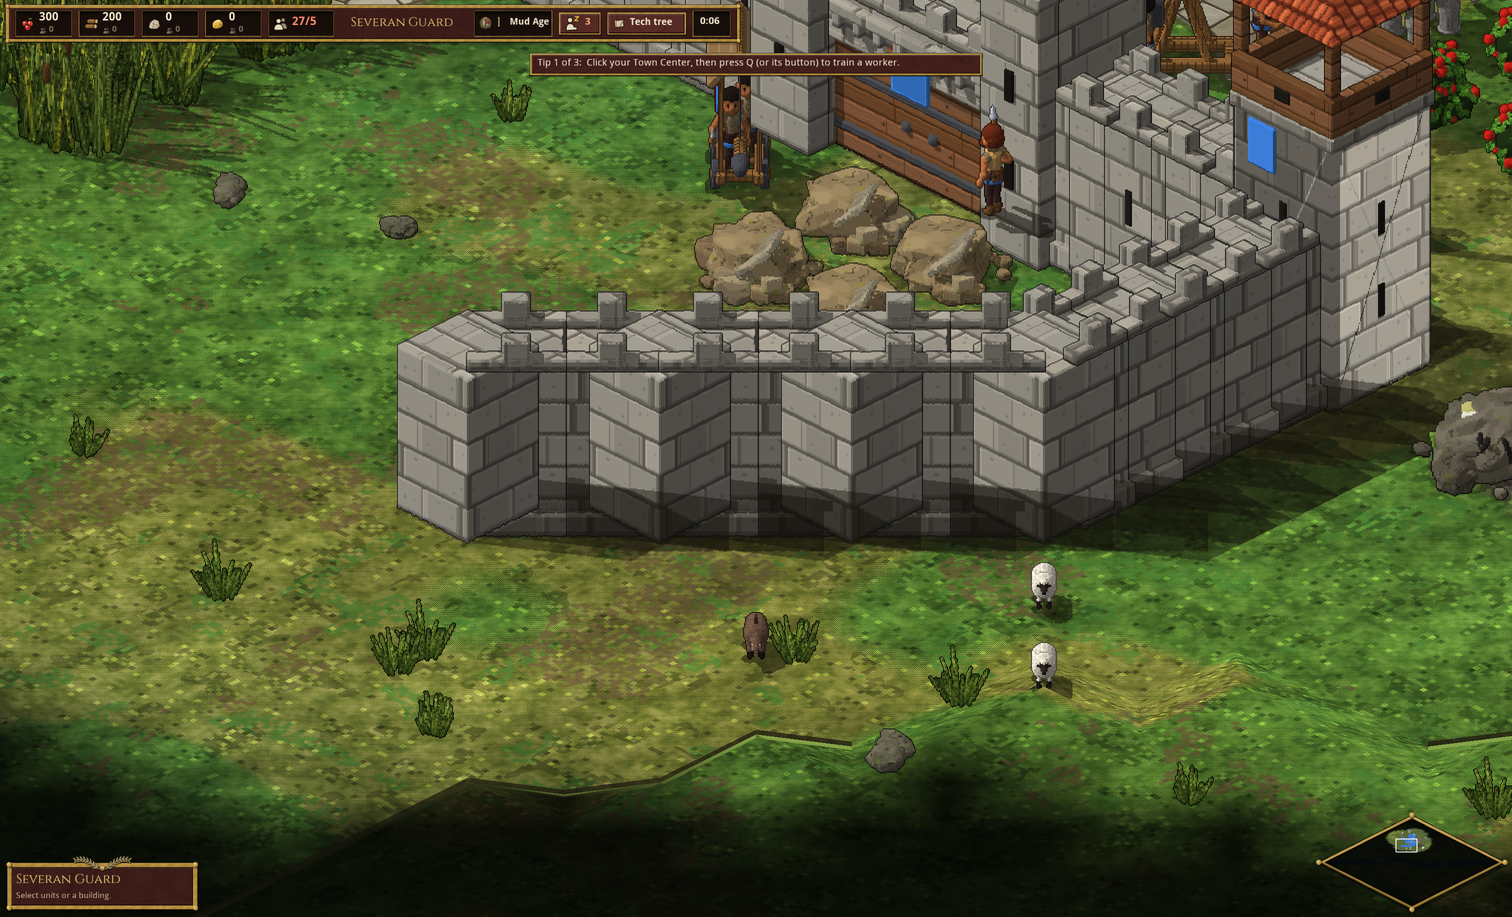 300 200 0 0 27/5 SEVERAN GUARD Mud Age 3 Tech tree 0:06
0 0 0 0
Tip 1 of 3: Click your Town Center, then press Q (or its button) to train a worker.
SEVERAN GUARD
Select units or a building.